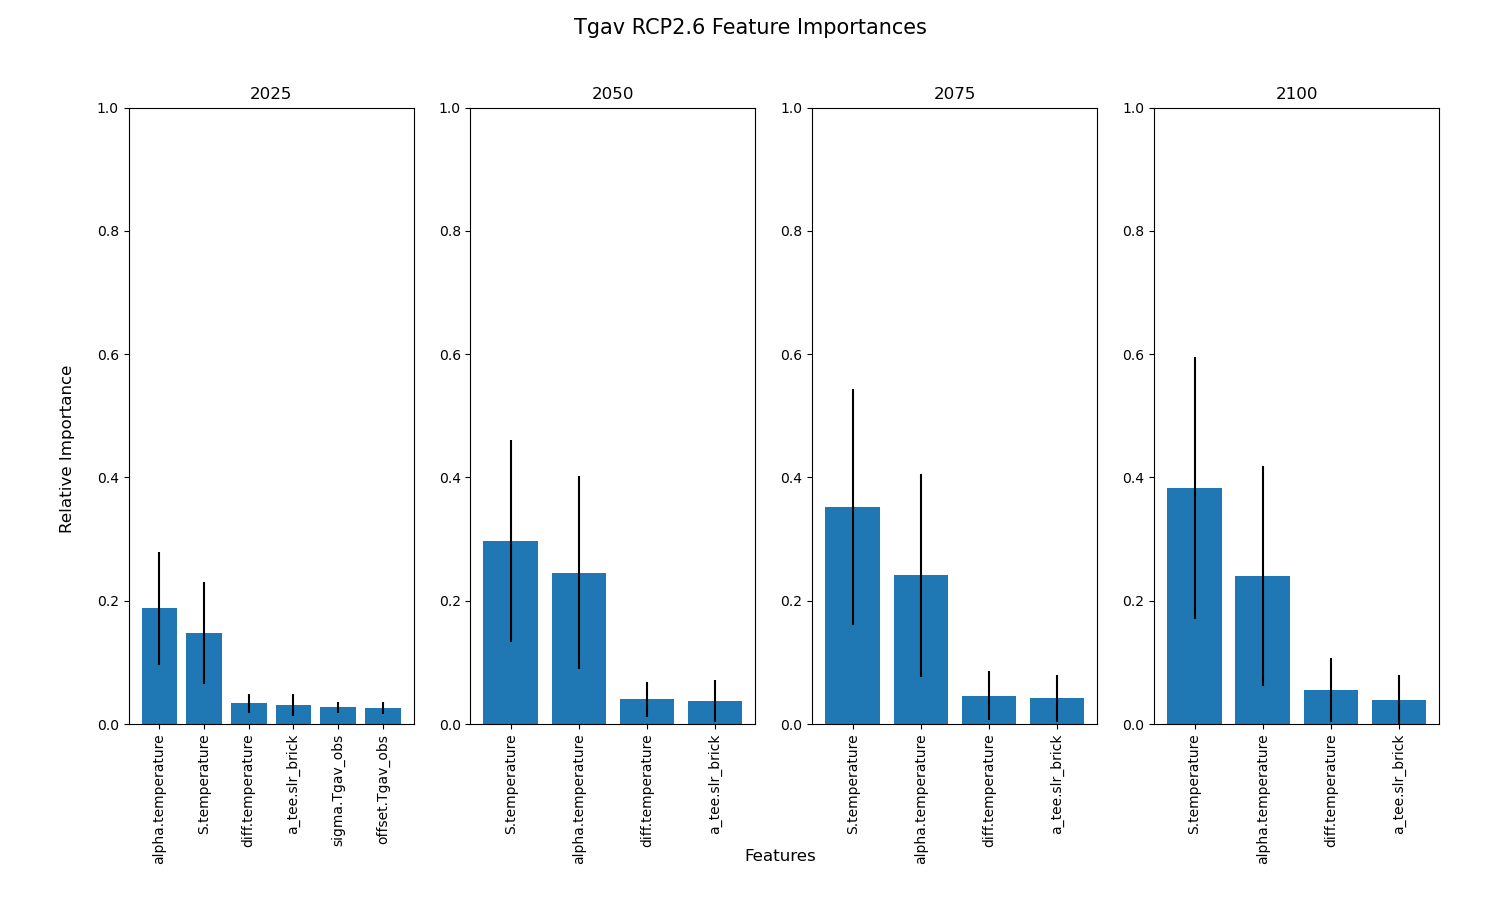 Tgav RCP2.6 Feature Importances
2025
2050
2075
2100
Relative Importance
1.0
0.8
0.6
0.4
0.2
0.0
1.0
0.8
0.6
0.4
0.2
0.0
1.0
0.8
0.6
0.4
0.2
0.0
1.0
0.8
0.6
0.4
0.2
0.0
alpha.temperature
S.temperature
diff.temperature
a_tee.slr_brick
sigma.Tgav_obs
offset.Tgav_obs
S.temperature
alpha.temperature
diff.temperature
a_tee.slr_brick
S.temperature
alpha.temperature
diff.temperature
a_tee.slr_brick
S.temperature
alpha.temperature
diff.temperature
a_tee.slr_brick
Features